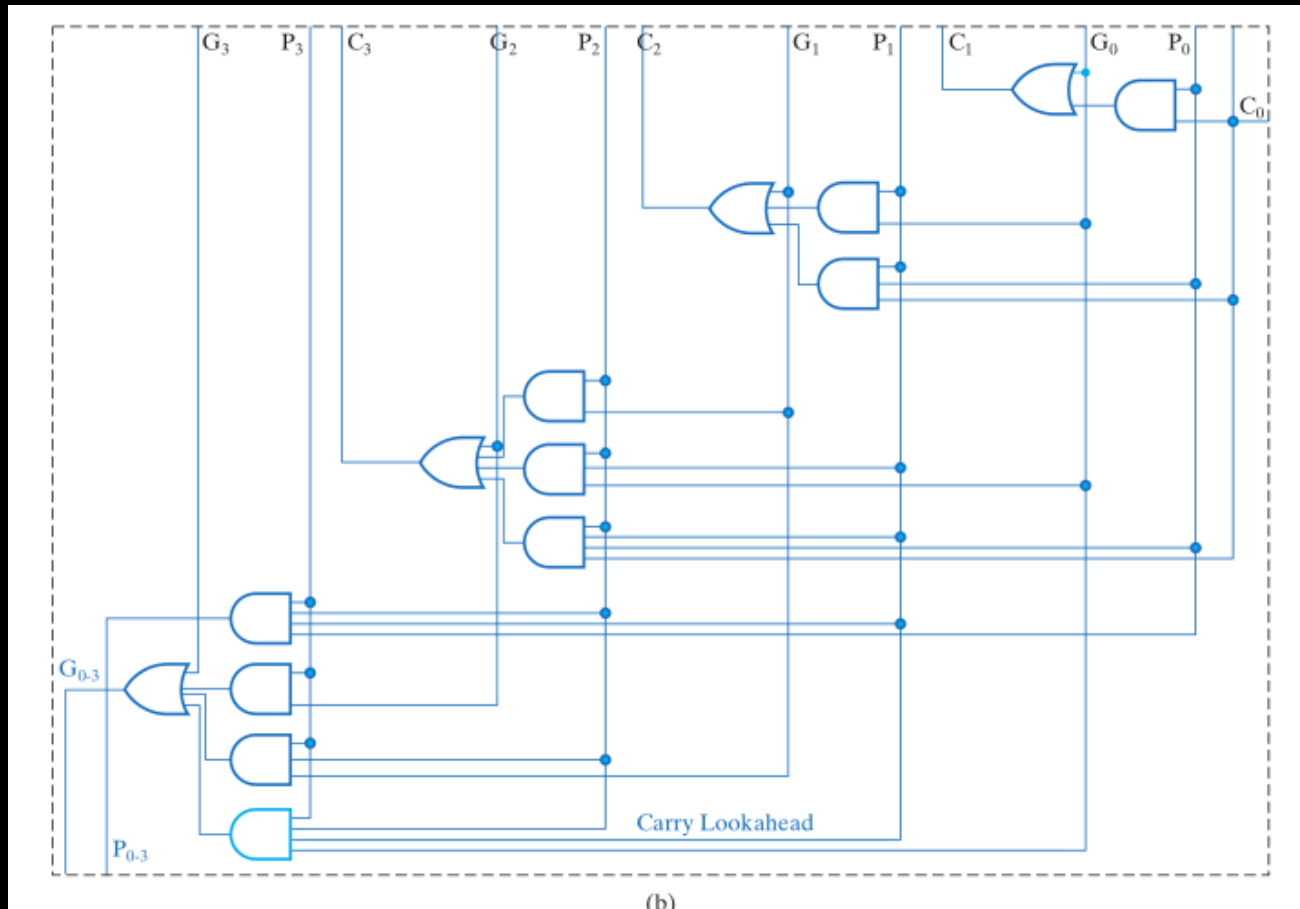 G₃ P₃ C₃ G₂ P₂ C₂ G₁ P₁ C₁ G₀ P₀
C₀
G₀₋₃
Carry Lookahead
P₀₋₃
(b)